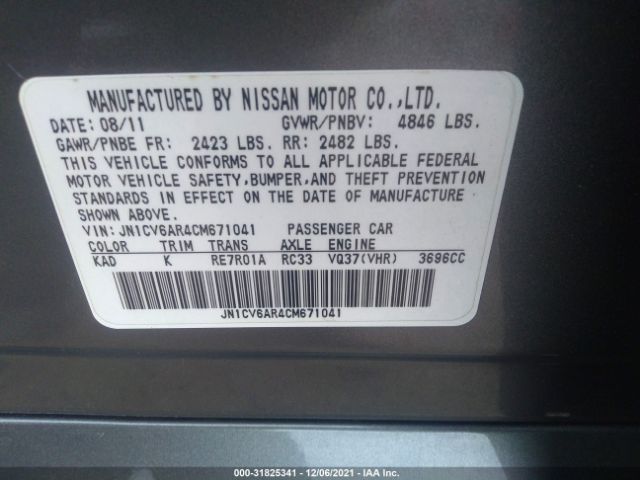 MANUFACTURED BY NISSAN MOTOR CO.,LTD.
DATE: 08/11 GVWR/PNBV: 4846 LBS.
GAWR/PNBE FR: 2423 LBS. RR: 2482 LBS.
THIS VEHICLE CONFORMS TO ALL APPLICABLE FEDERAL
MOTOR VEHICLE SAFETY,BUMPER,AND THEFT PREVENTION
STANDARDS IN EFFECT ON THE DATE OF MANUFACTURE
SHOWN ABOVE.
VIN: JN1CV6AR4CM671041 PASSENGER CAR
COLOR TRIM TRANS AXLE ENGINE
KAD K RE7R01A RC33 VQ37(VHR) 3696CC
JN1CV6AR4CM671041
000-31825341 - 12/06/2021 - IAA Inc.